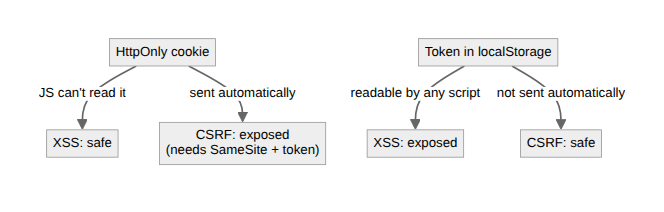 HttpOnly cookie
Token in localStorage
JS can't read it
sent automatically
readable by any script
not sent automatically
XSS: safe
CSRF: exposed
(needs SameSite + token)
XSS: exposed
CSRF: safe